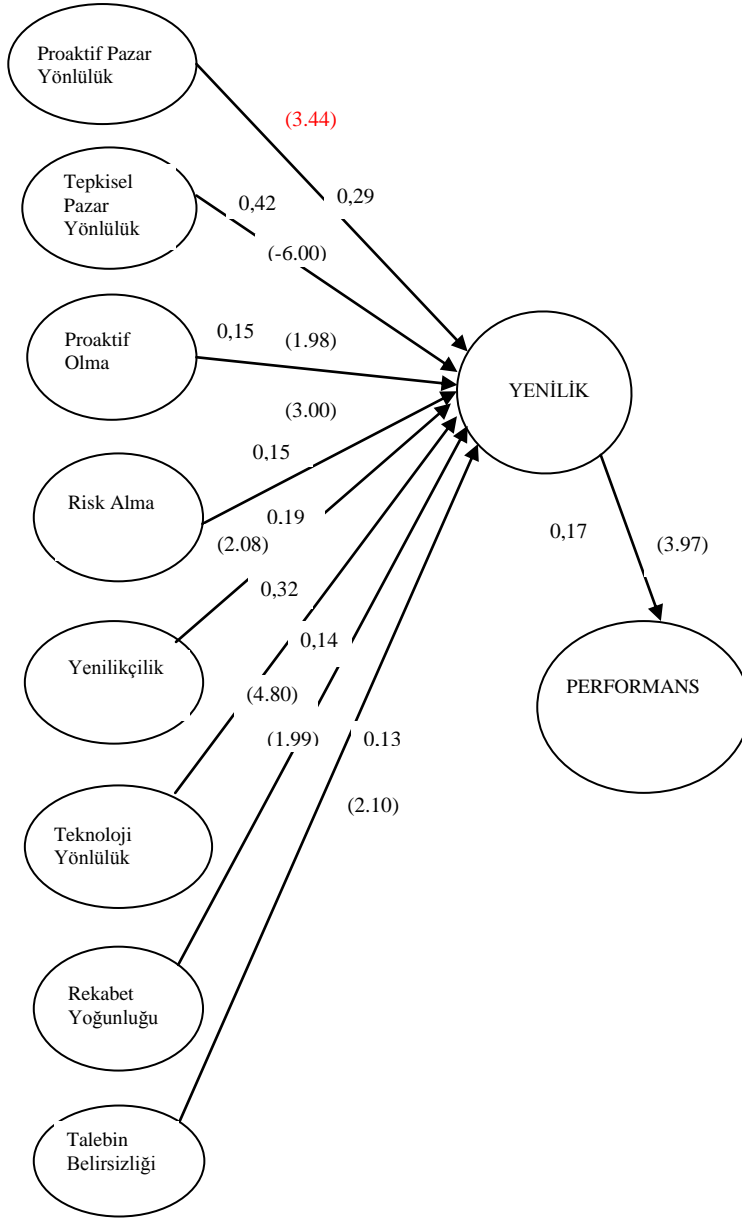 Proaktif Pazar
Yönlülük
(3.44)
Tepkisel
Pazar
Yönlülük
0,42
0,29
(-6.00)
Proaktif
Olma
0,15
(1.98)
YENİLİK
(3.00)
0,15
Risk Alma
0.19
(2.08)
0,17
(3.97)
0,32
0,14
Yenilikçilik
PERFORMANS
(4.80)
(1.99)
0.13
(2.10)
Teknoloji
Yönlülük
Rekabet
Yoğunluğu
Talebin
Belirsizliği